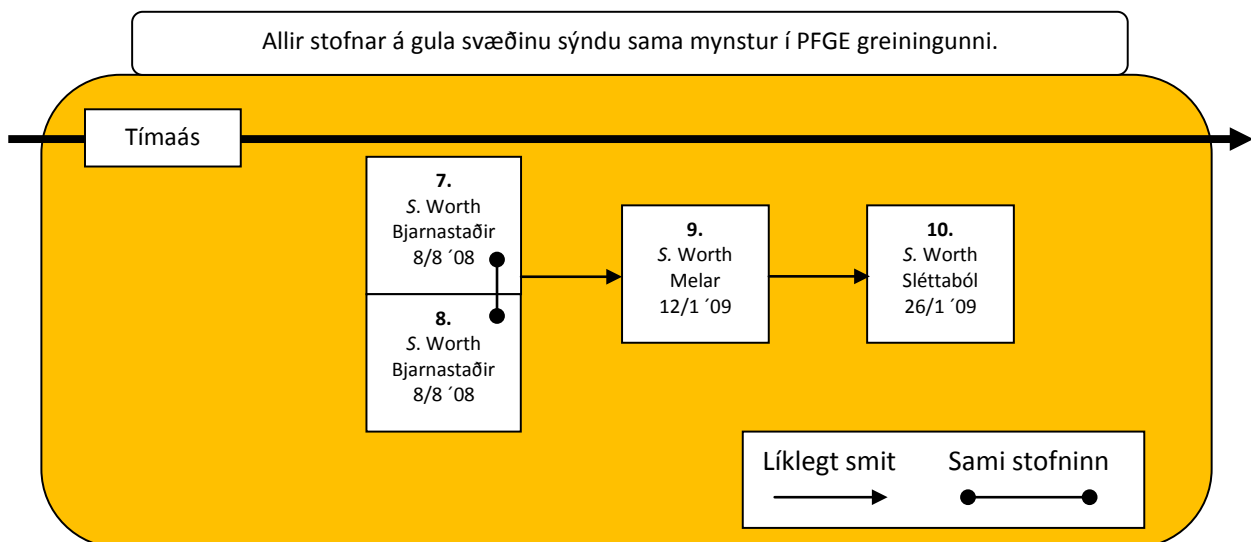 Allir stofnar á gula svæðinu sýndu sama mynstur í PFGE greiningunni.
Tímaás
7.
S. Worth
Bjarnastaðir
8/8 ´08
8.
S. Worth
Bjarnastaðir
8/8 ´08
9.
S. Worth
Melar
12/1 ´09
10.
S. Worth
Sléttaból
26/1 ´09
Líklegt smit
Sami stofninn